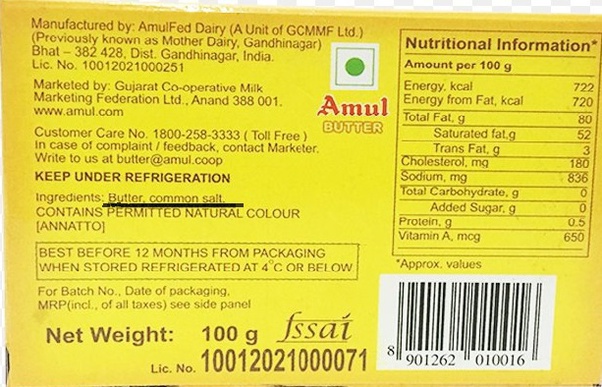 Manufactured by: AmulFed Dairy (A Unit of GCMMF Ltd.)
(Previously known as Mother Dairy, Gandhinagar)
Bhat – 382 428, Dist. Gandhinagar, India.
Lic. No. 10012021000251
Marketed by: Gujarat Co-operative Milk
Marketing Federation Ltd., Anand 388 001.
www.amul.com
Customer Care No. 1800-258-3333 ( Toll Free )
In case of complaint / feedback, contact Marketer.
Write to us at butter@amul.coop
KEEP UNDER REFRIGERATION
Ingredients: Butter, common salt.
CONTAINS PERMITTED NATURAL COLOUR
[ANNATTO]
BEST BEFORE 12 MONTHS FROM PACKAGING
WHEN STORED REFRIGERATED AT 4°C OR BELOW
For Batch No., Date of packaging,
MRP(incl., of all taxes) see side panel
Net Weight: 100 g
fssai
Lic. No. 10012021000071
Amul
BUTTER
Nutritional Information*
Amount per 100 g
Energy, kcal 722
Energy from Fat, kcal 720
Total Fat, g 80
Saturated fat,g 52
Trans Fat, g 3
Cholesterol, mg 180
Sodium, mg 836
Total Carbohydrate, g 0
Added Sugar, g 0
Protein, g 0.5
Vitamin A, mcg 650
*Approx. values
8 901262 010016